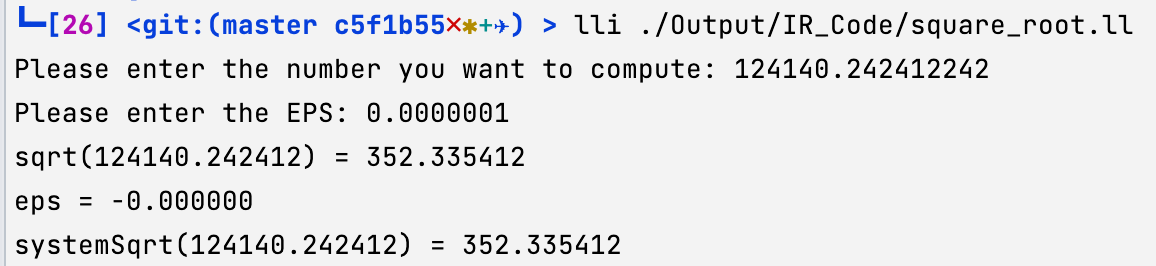 ┗━[26] <git:(master c5f1b55✗✱+✈) > lli ./Output/IR_Code/square_root.ll
Please enter the number you want to compute: 124140.242412242
Please enter the EPS: 0.0000001
sqrt(124140.242412) = 352.335412
eps = -0.000000
systemSqrt(124140.242412) = 352.335412